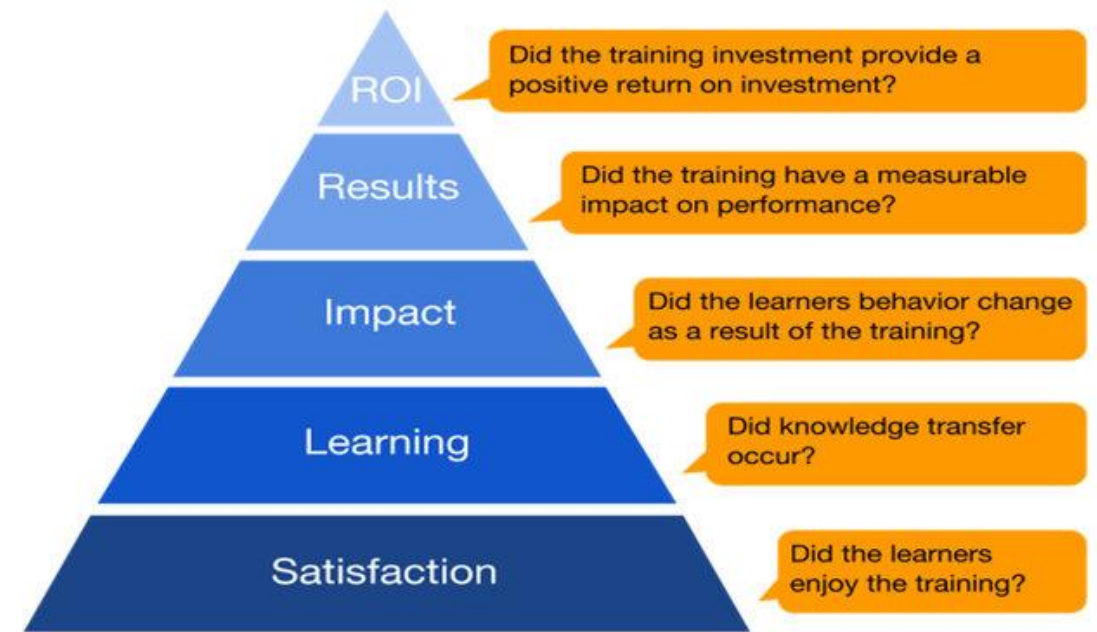 ROI
Did the training investment provide a
positive return on investment?
Results
Did the training have a measurable
impact on performance?
Impact
Did the learners behavior change
as a result of the training?
Learning
Did knowledge transfer
occur?
Satisfaction
Did the learners
enjoy the training?